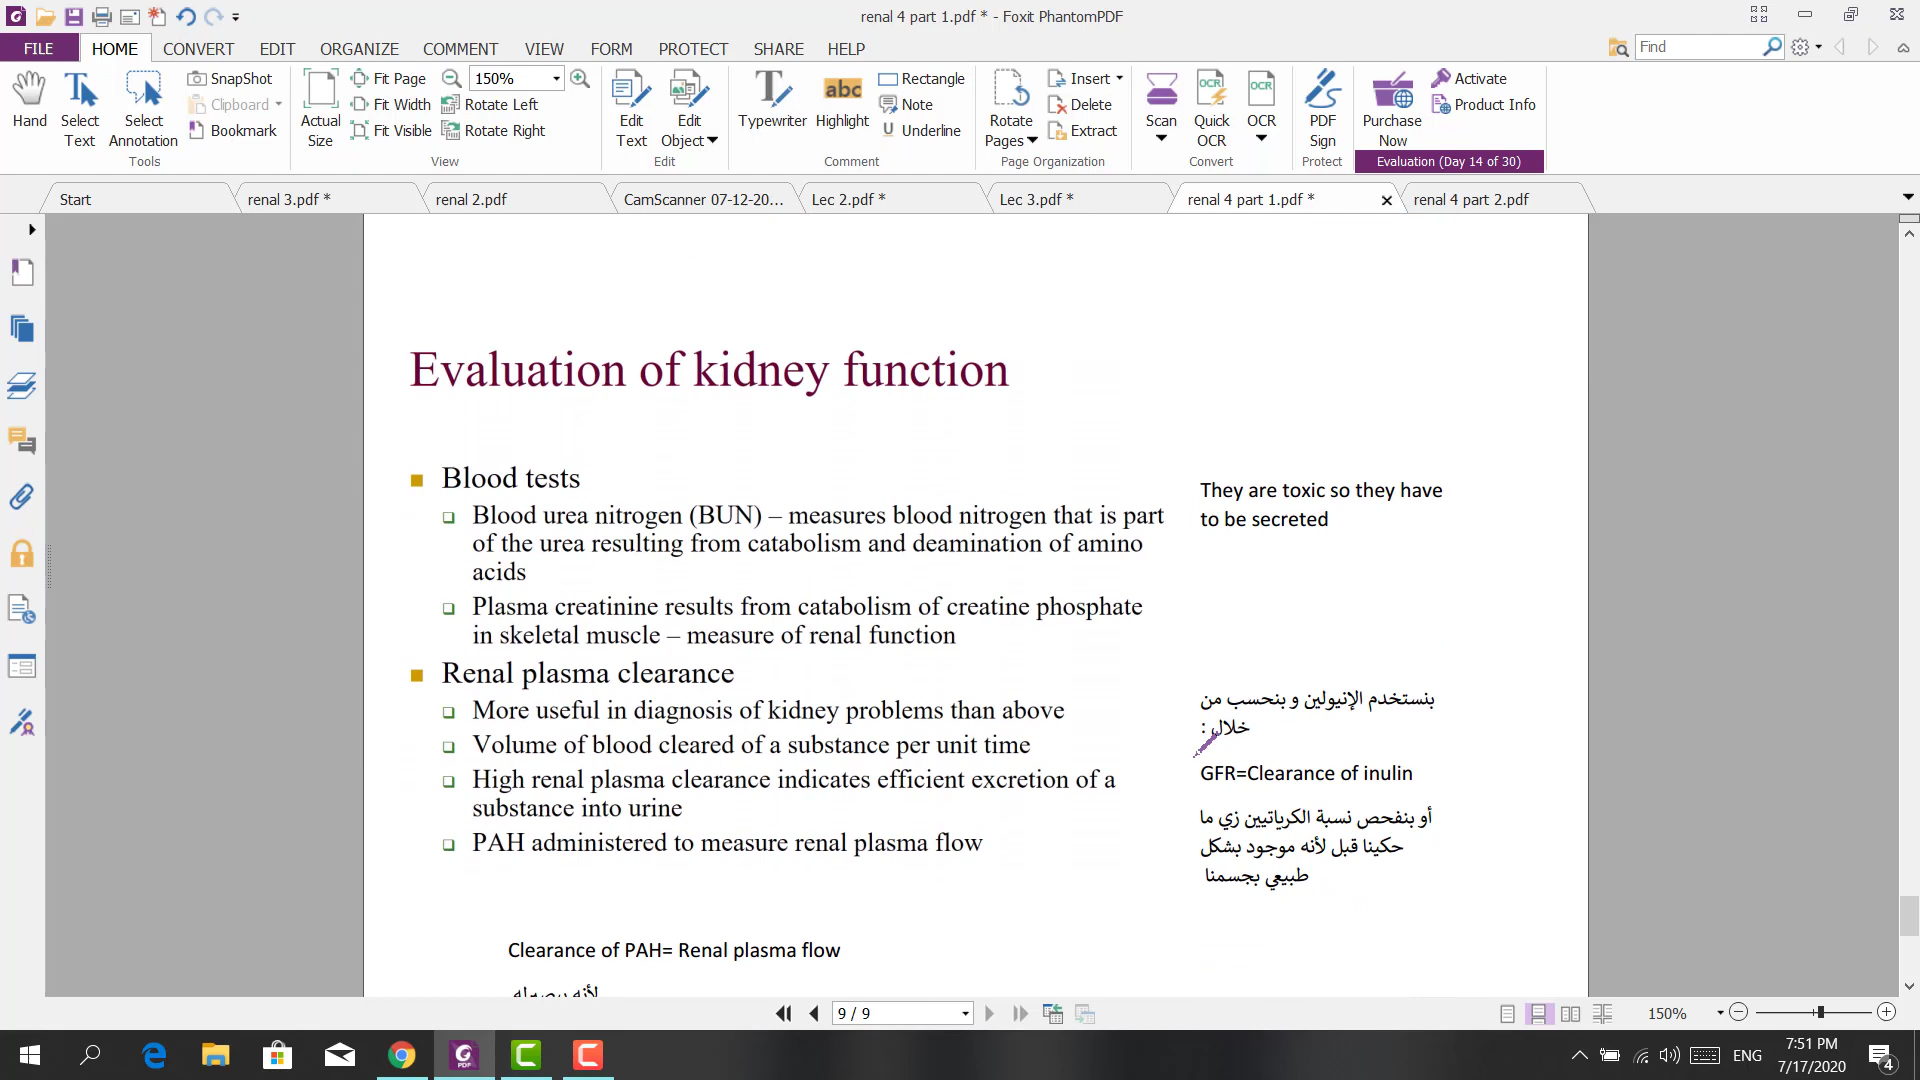 renal 4 part 1.pdf * - Foxit PhantomPDF
FILE HOME CONVERT EDIT ORGANIZE COMMENT VIEW FORM PROTECT SHARE HELP Find
Hand
Select Text
Select Annotation
SnapShot
Clipboard
Bookmark
Tools
Actual Size
Fit Page
Fit Width
Fit Visible
150%
Rotate Left
Rotate Right
View
Edit Text
Edit Object
Edit
Typewriter
abc
Highlight
Rectangle
Note
U Underline
Comment
Rotate Pages
Insert
Delete
Extract
Page Organization
Scan
OCR
Quick OCR
OCR
OCR
Convert
PDF Sign
Protect
Purchase Now
Activate
Product Info
Evaluation (Day 14 of 30)
Start
renal 3.pdf *
renal 2.pdf
CamScanner 07-12-20...
Lec 2.pdf *
Lec 3.pdf *
renal 4 part 1.pdf *
renal 4 part 2.pdf
Evaluation of kidney function
Blood tests
Blood urea nitrogen (BUN) – measures blood nitrogen that is part
of the urea resulting from catabolism and deamination of amino
acids
Plasma creatinine results from catabolism of creatine phosphate
in skeletal muscle – measure of renal function
Renal plasma clearance
More useful in diagnosis of kidney problems than above
Volume of blood cleared of a substance per unit time
High renal plasma clearance indicates efficient excretion of a
substance into urine
PAH administered to measure renal plasma flow
They are toxic so they have
to be secreted
بنستخدم الإنيولين و بنحسب من
خلال :
GFR=Clearance of inulin
أو بنفحص نسبة الكرياتيين زي ما
حكينا قبل لأنه موجود بشكل
طبيعي بجسمنا
Clearance of PAH= Renal plasma flow
9 / 9
150%
PDF
ENG
7:51 PM
7/17/2020
4